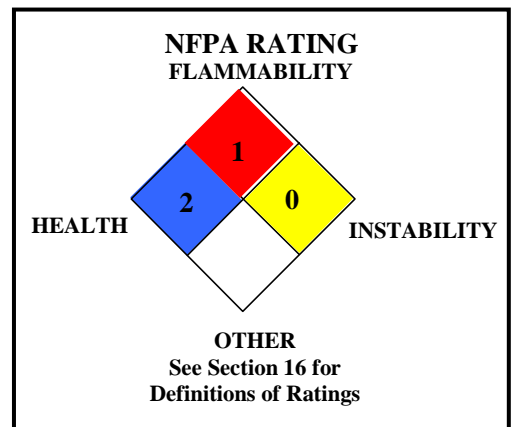 NFPA RATING
FLAMMABILITY
1
2
0
HEALTH
INSTABILITY
OTHER
See Section 16 for
Definitions of Ratings